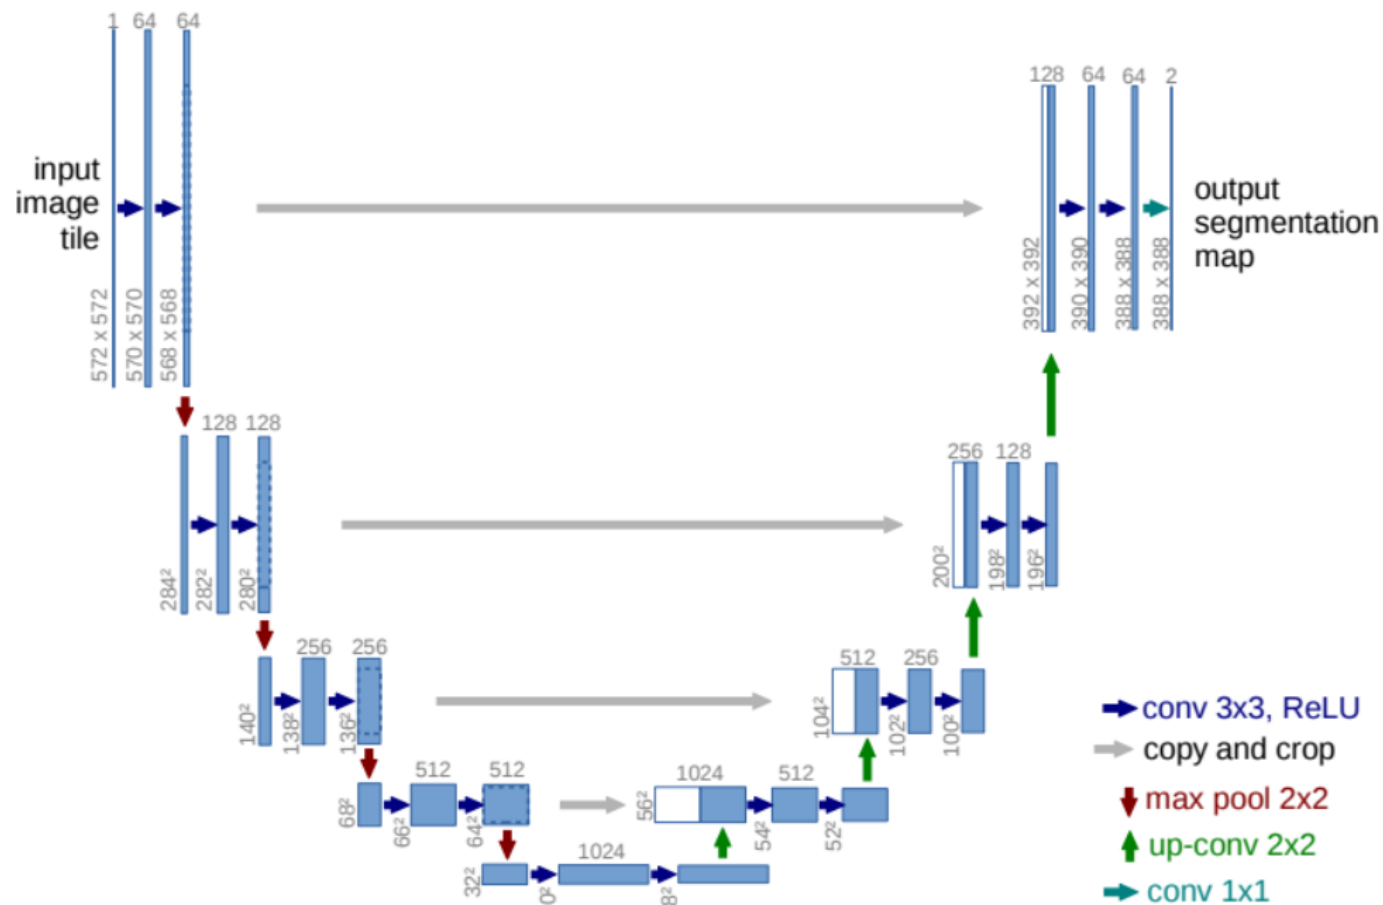 1 64 64
128 64 64 2
input
image
tile
output
segmentation
map
572 x 572
570 x 570
568 x 568
392 x 392
390 x 390
388 x 388
388 x 388
128 128
256 128
284²
282²
280²
200²
198²
196²
256 256
512 256
140²
138²
136²
104²
102²
100²
512 512
1024 512
68²
66²
64²
56²
54²
52²
1024
32²
0²
8²
conv 3x3, ReLU
copy and crop
max pool 2x2
up-conv 2x2
conv 1x1